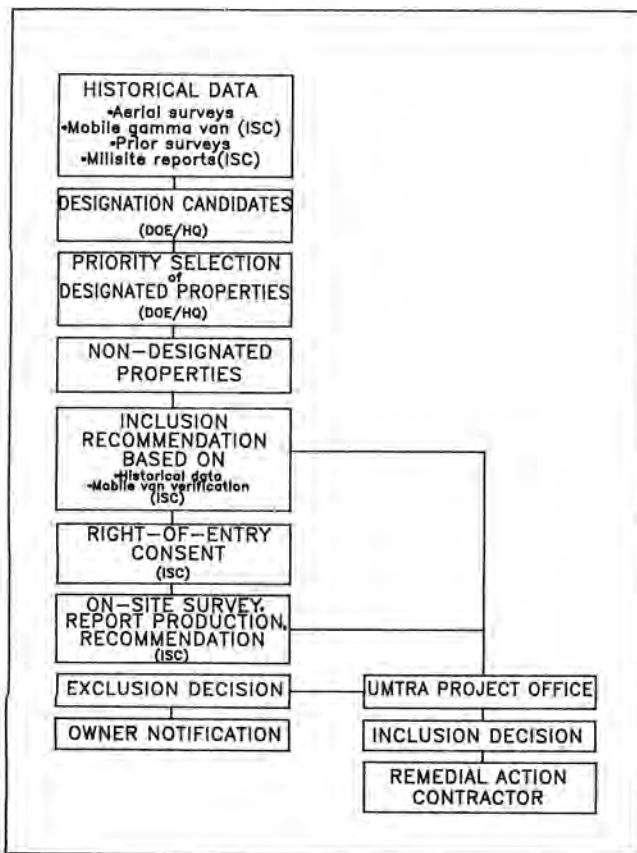 HISTORICAL DATA
•Aerial surveys
•Mobile gamma van (ISC)
•Prior surveys
•Millsite reports(ISC)
DESIGNATION CANDIDATES
(DOE/HQ)
PRIORITY SELECTION
of
DESIGNATED PROPERTIES
(DOE/HQ)
NON-DESIGNATED
PROPERTIES
INCLUSION
RECOMMENDATION
BASED ON
•Historical data
•Mobile van verification
(ISC)
RIGHT-OF-ENTRY
CONSENT
(ISC)
ON-SITE SURVEY,
REPORT PRODUCTION,
RECOMMENDATION
(ISC)
EXCLUSION DECISION
UMTRA PROJECT OFFICE
OWNER NOTIFICATION
INCLUSION DECISION
REMEDIAL ACTION
CONTRACTOR